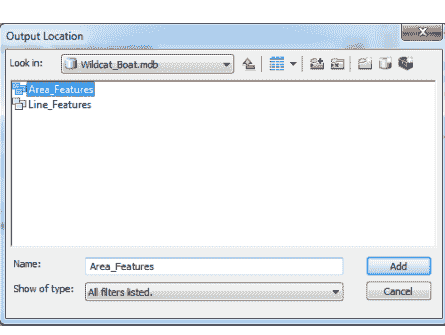 Output Location
Look in: Wildcat_Boat.mdb
Area_Features
Line_Features
Name: Area_Features Add
Show of type: All filters listed. Cancel